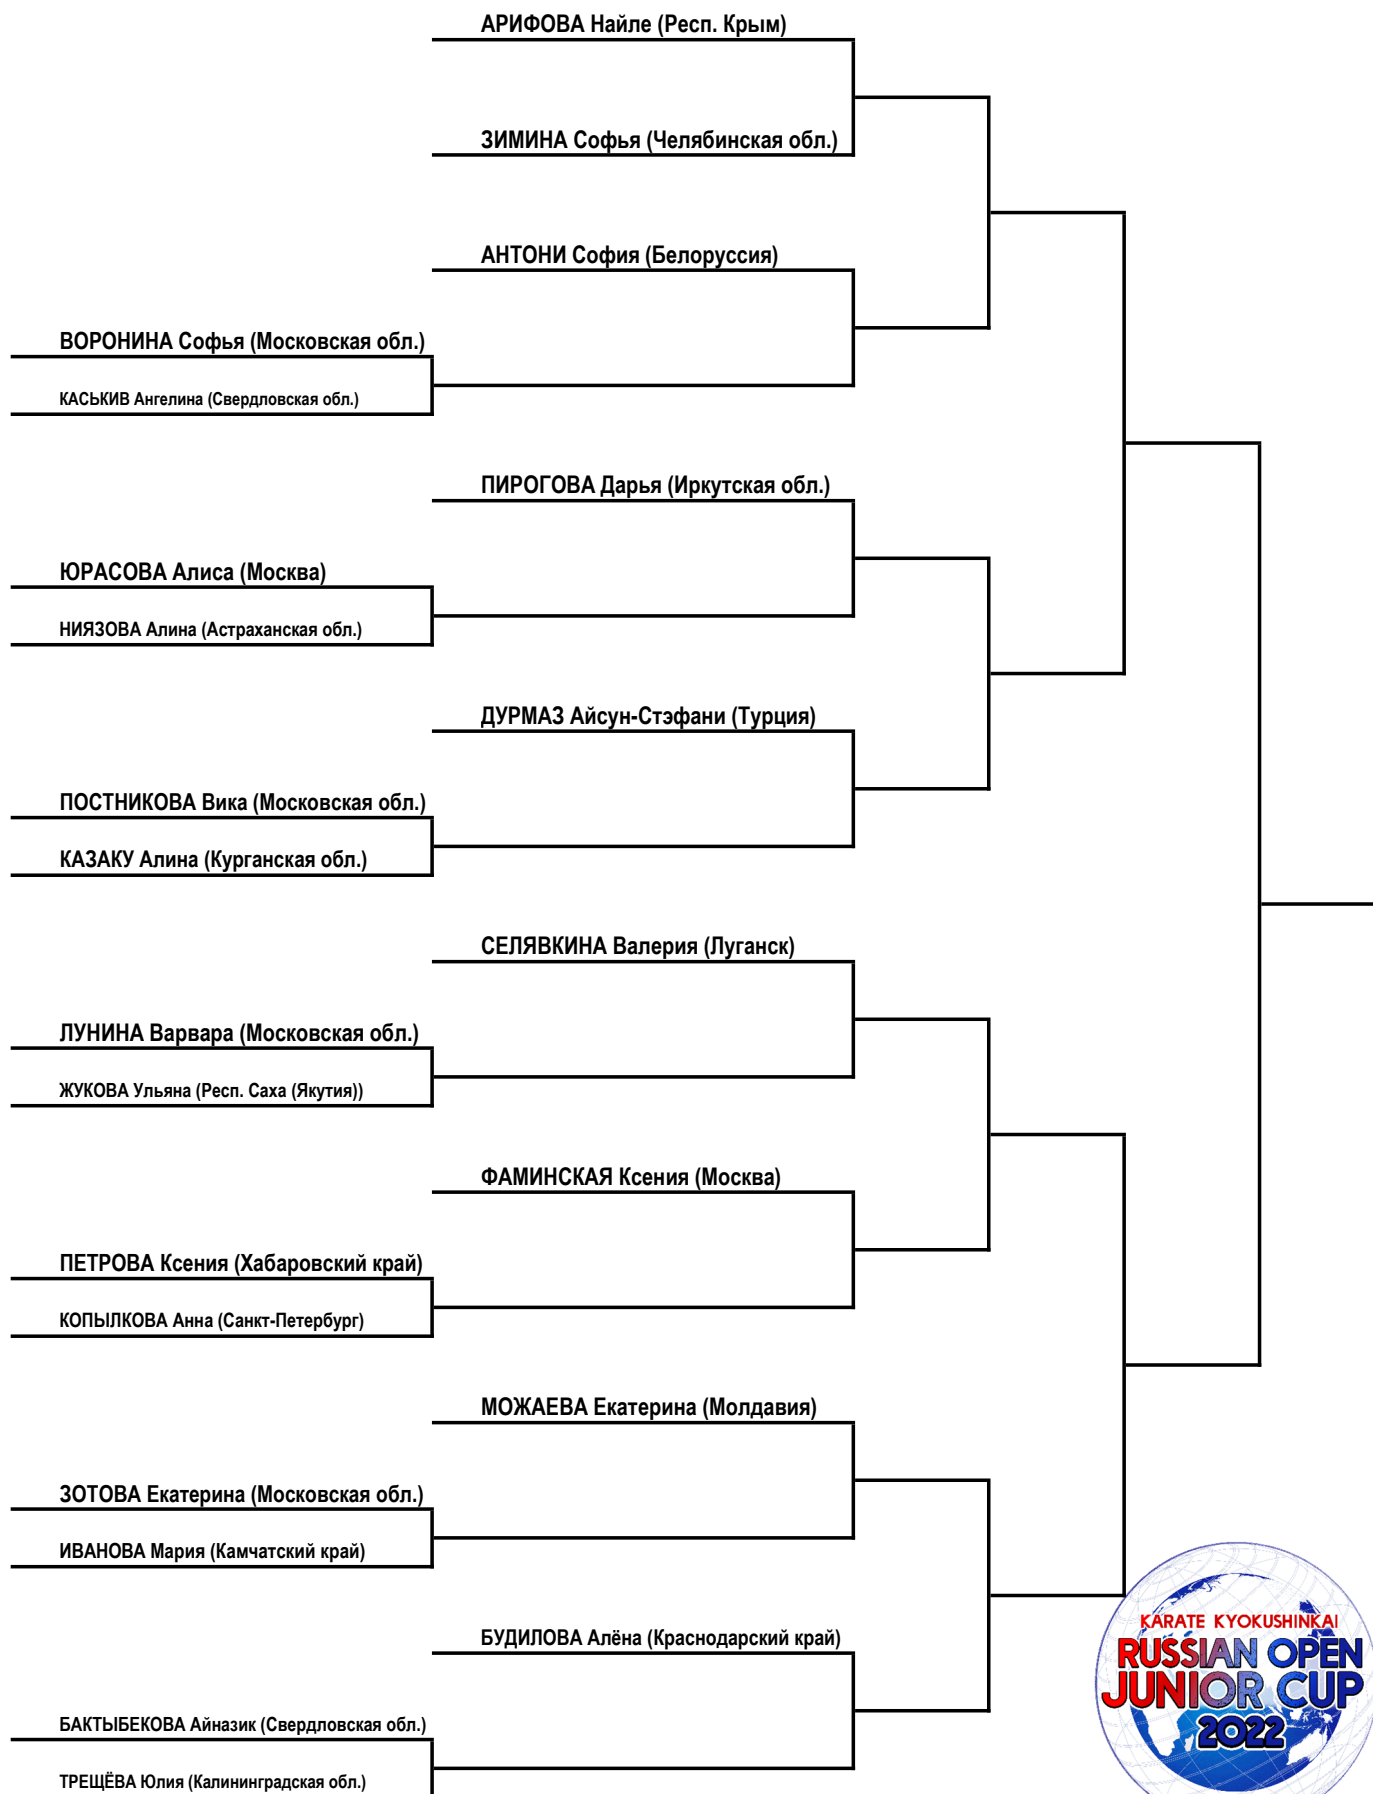 АРИФОВА Найле (Респ. Крым)
ЗИМИНА Софья (Челябинская обл.)
АНТОНИ София (Белоруссия)
ВОРОНИНА Софья (Московская обл.)
КАСЬКИВ Ангелина (Свердловская обл.)
ПИРОГОВА Дарья (Иркутская обл.)
ЮРАСОВА Алиса (Москва)
НИЯЗОВА Алина (Астраханская обл.)
ДУРМАЗ Айсун-Стэфани (Турция)
ПОСТНИКОВА Вика (Московская обл.)
КАЗАКУ Алина (Курганская обл.)
СЕЛЯВКИНА Валерия (Луганск)
ЛУНИНА Варвара (Московская обл.)
ЖУКОВА Ульяна (Респ. Саха (Якутия))
ФАМИНСКАЯ Ксения (Москва)
ПЕТРОВА Ксения (Хабаровский край)
КОПЫЛКОВА Анна (Санкт-Петербург)
МОЖАЕВА Екатерина (Молдавия)
ЗОТОВА Екатерина (Московская обл.)
ИВАНОВА Мария (Камчатский край)
БУДИЛОВА Алёна (Краснодарский край)
БАКТЫБЕКОВА Айназик (Свердловская обл.)
ТРЕЩЁВА Юлия (Калининградская обл.)
KARATE KYOKUSHINKAI
RUSSIAN OPEN
JUNIOR CUP
2022